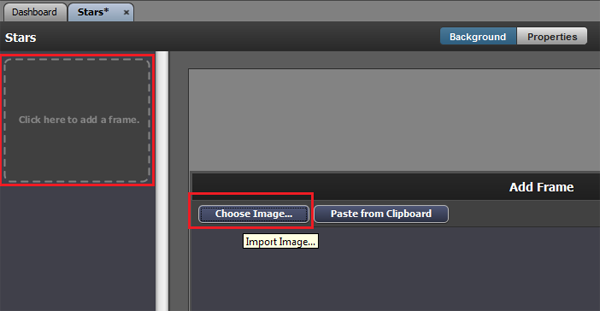 Dashboard Stars* ×
Stars Background Properties
Click here to add a frame.
Add Frame
Choose Image... Paste from Clipboard
Import Image...